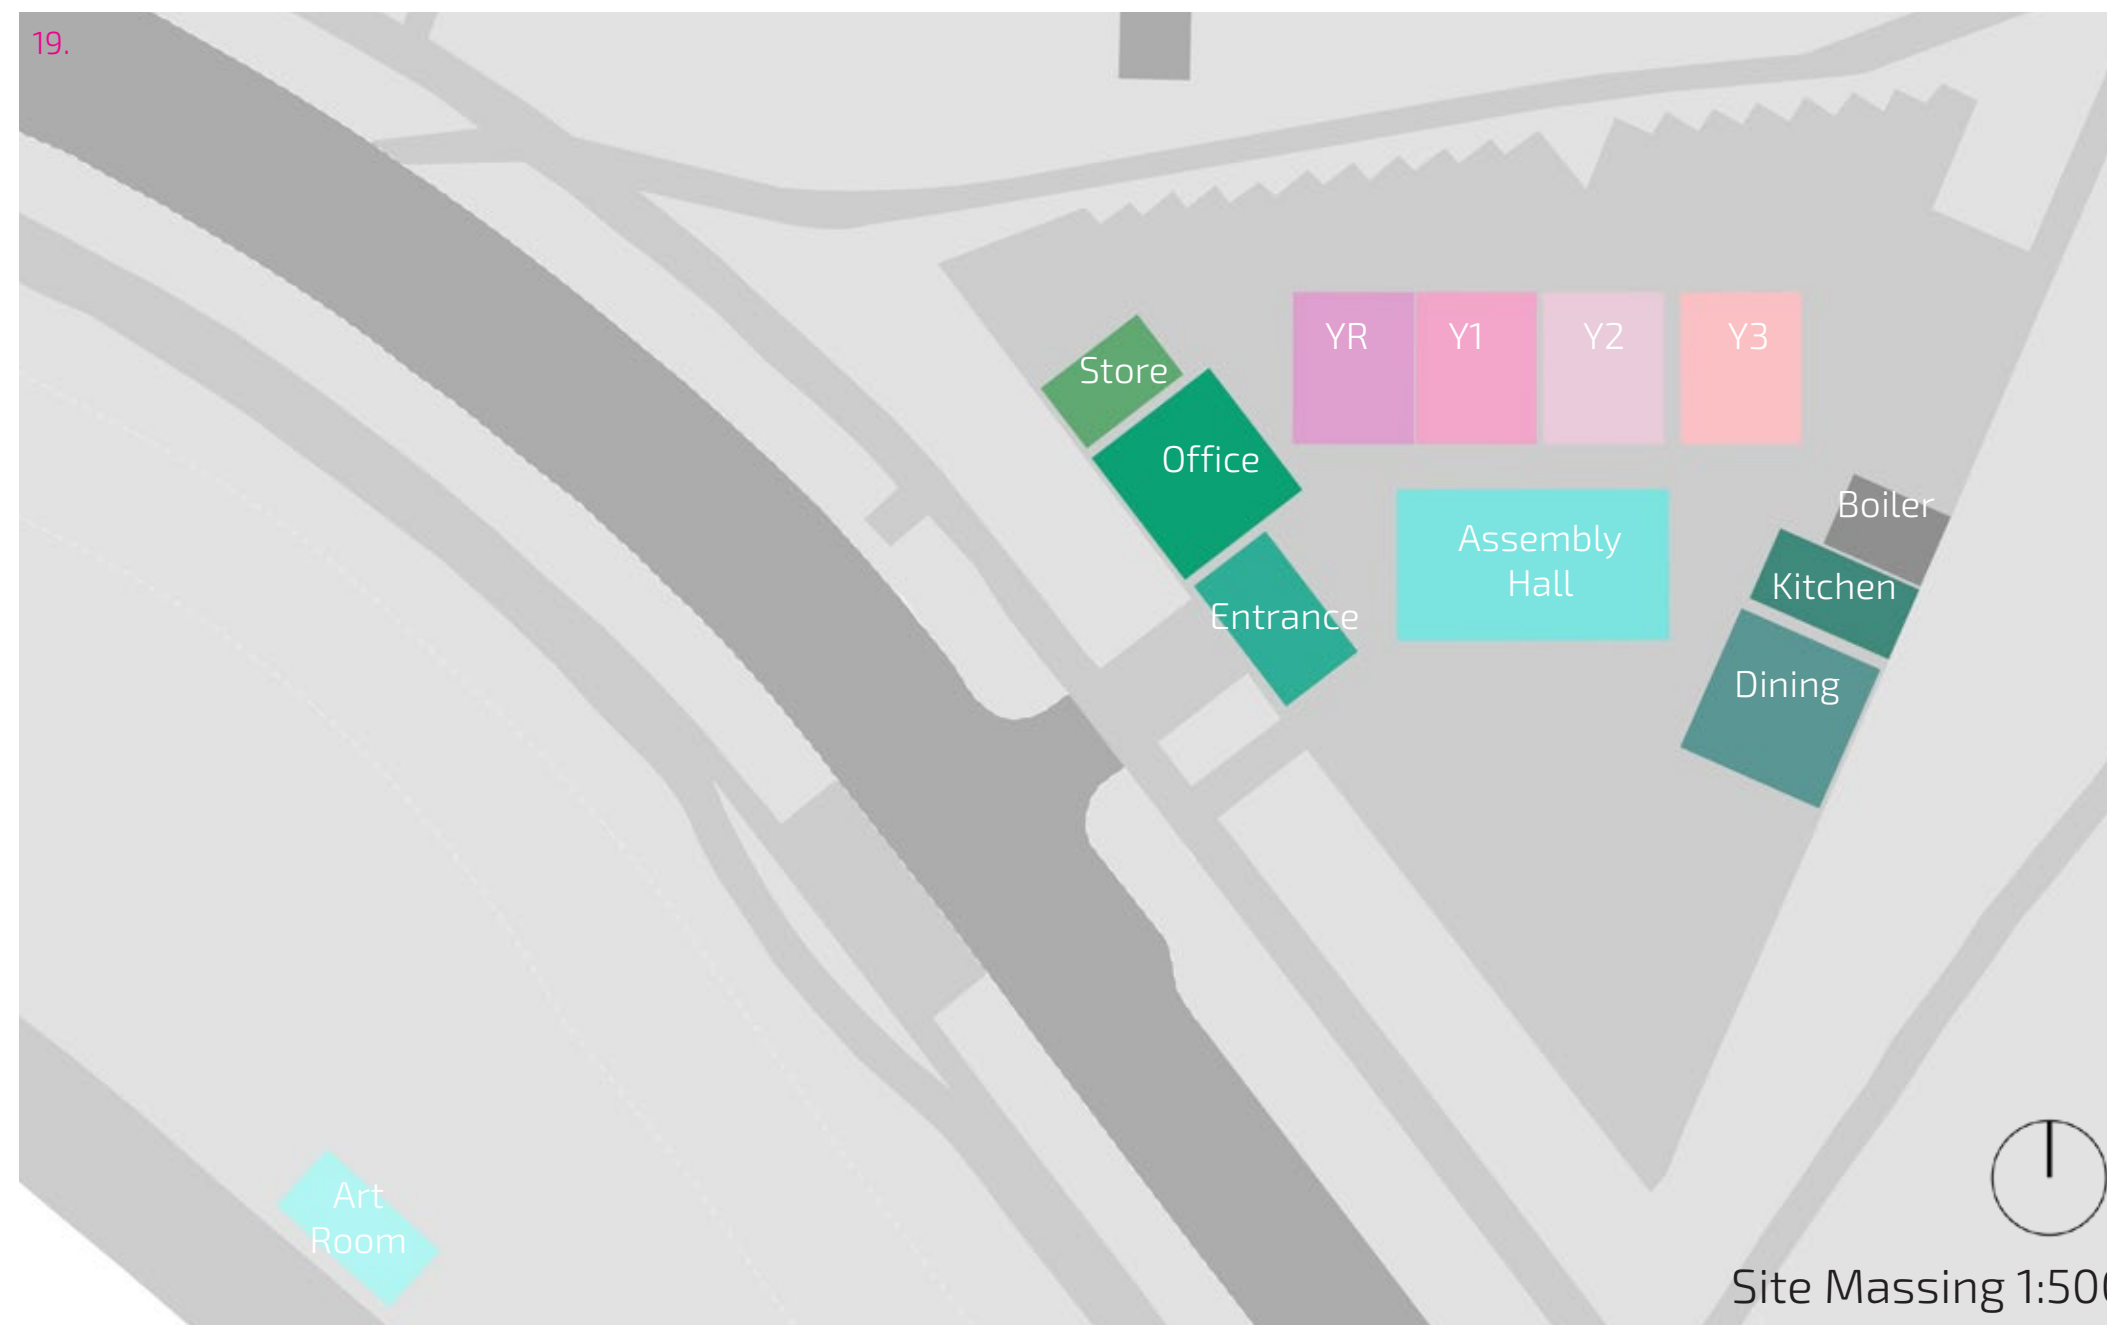 19.
YR
Y1
Y2
Y3
Store
Office
Boiler
Assembly
Hall
Kitchen
Entrance
Dining
Art
Room
Site Massing 1:50